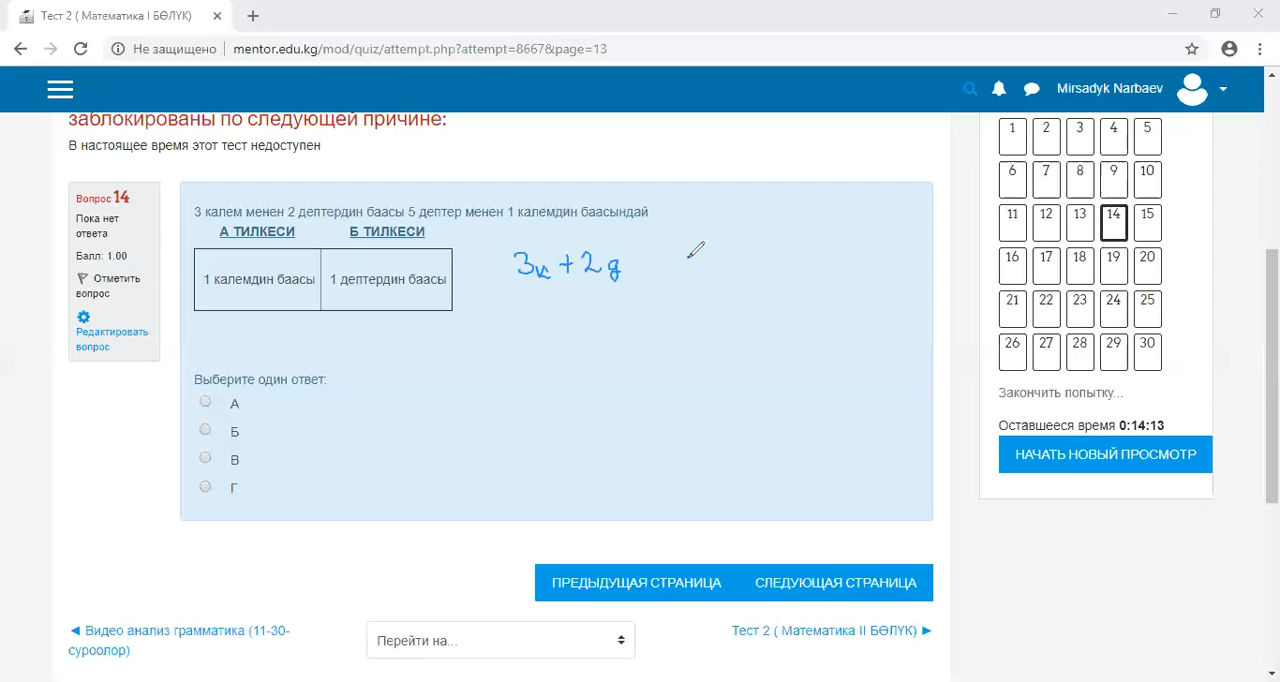 Тест 2 ( Математика I БӨЛҮК)
Не защищено
mentor.edu.kg/mod/quiz/attempt.php?attempt=8667&page=13
Mirsadyk Narbaev
заблокированы по следующей причине:
В настоящее время этот тест недоступен
Вопрос 14
Пока нет
ответа
Балл: 1.00
Отметить
вопрос
Редактировать
вопрос
3 калем менен 2 дептердин баасы 5 дептер менен 1 калемдин баасындай
А ТИЛКЕСИ Б ТИЛКЕСИ
1 калемдин баасы 1 дептердин баасы
3к + 2g
Выберите один ответ:
А
Б
В
Г
ПРЕДЫДУЩАЯ СТРАНИЦА СЛЕДУЮЩАЯ СТРАНИЦА
◄ Видео анализ грамматика (11-30-
суроолор)
Перейти на...
Тест 2 ( Математика II БӨЛҮК) ►
1 2 3 4 5
6 7 8 9 10
11 12 13 14 15
16 17 18 19 20
21 22 23 24 25
26 27 28 29 30
Закончить попытку...
Оставшееся время 0:14:13
НАЧАТЬ НОВЫЙ ПРОСМОТР